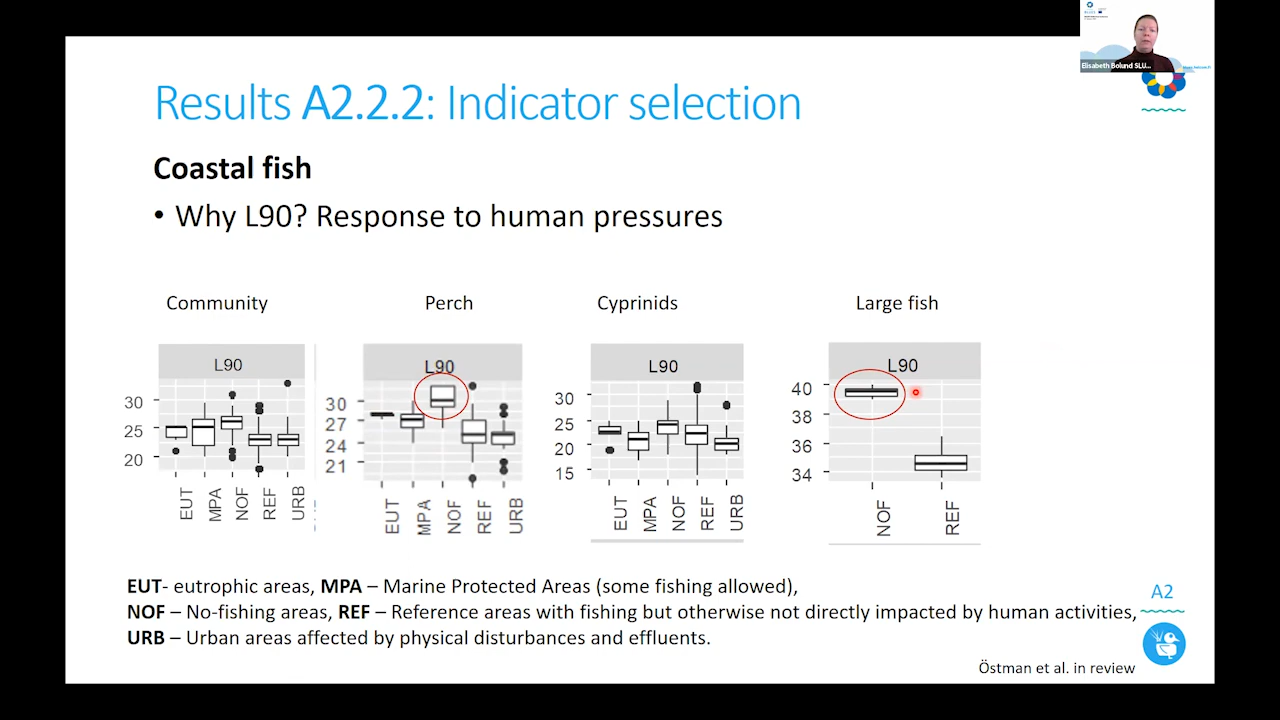 Elisabeth Bolund SLU...
Results A2.2.2: Indicator selection
Coastal fish
• Why L90? Response to human pressures
Community
Perch
Cyprinids
Large fish
L90
30
25
20
EUT
MPA
NOF
REF
URB
L90
30
27
24
21
EUT
MPA
NOF
REF
URB
L90
30
25
20
15
EUT
MPA
NOF
REF
URB
L90
40
38
36
34
NOF
REF
EUT- eutrophic areas, MPA – Marine Protected Areas (some fishing allowed),
NOF – No-fishing areas, REF – Reference areas with fishing but otherwise not directly impacted by human activities,
URB – Urban areas affected by physical disturbances and effluents.
A2
Östman et al. in review